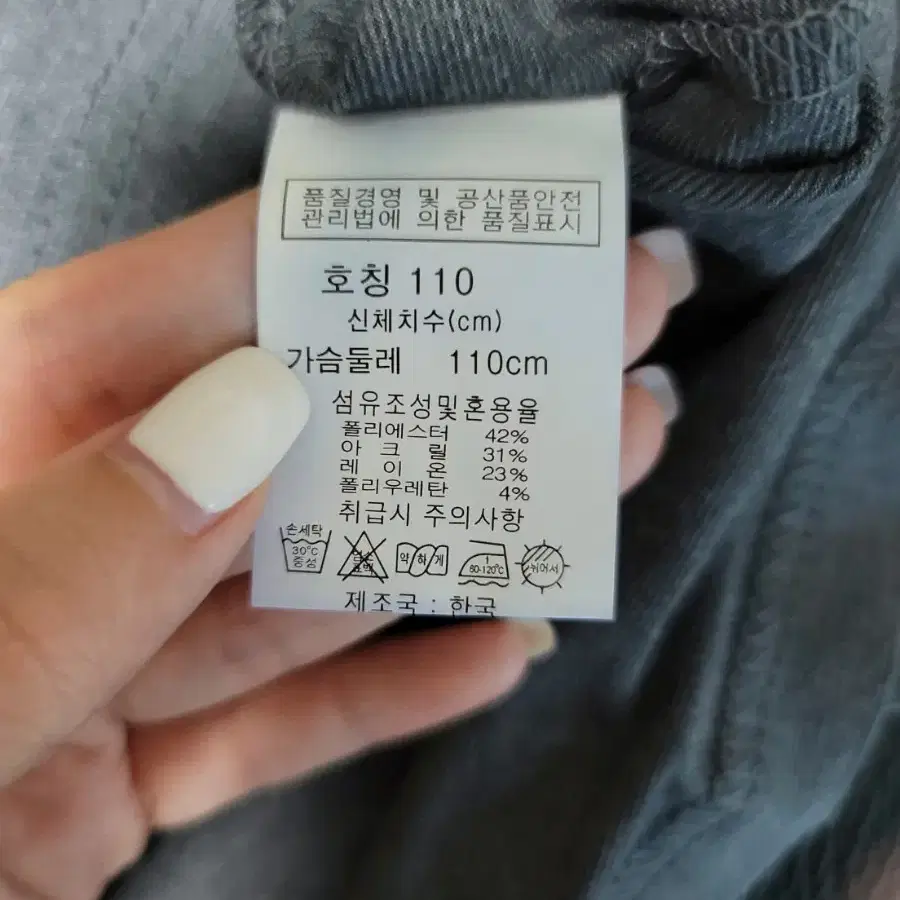 품질경영 및 공산품안전
관리법에 의한 품질표시
호칭 110
신체치수(cm)
가슴둘레 110cm
섬유조성및혼용율
폴리에스터 42%
아 크 릴 31%
레 이 온 23%
폴리우레탄 4%
취급시 주의사항
손세탁
30℃
중성
약하게
80-120℃
뉘어서
제조국 : 한국